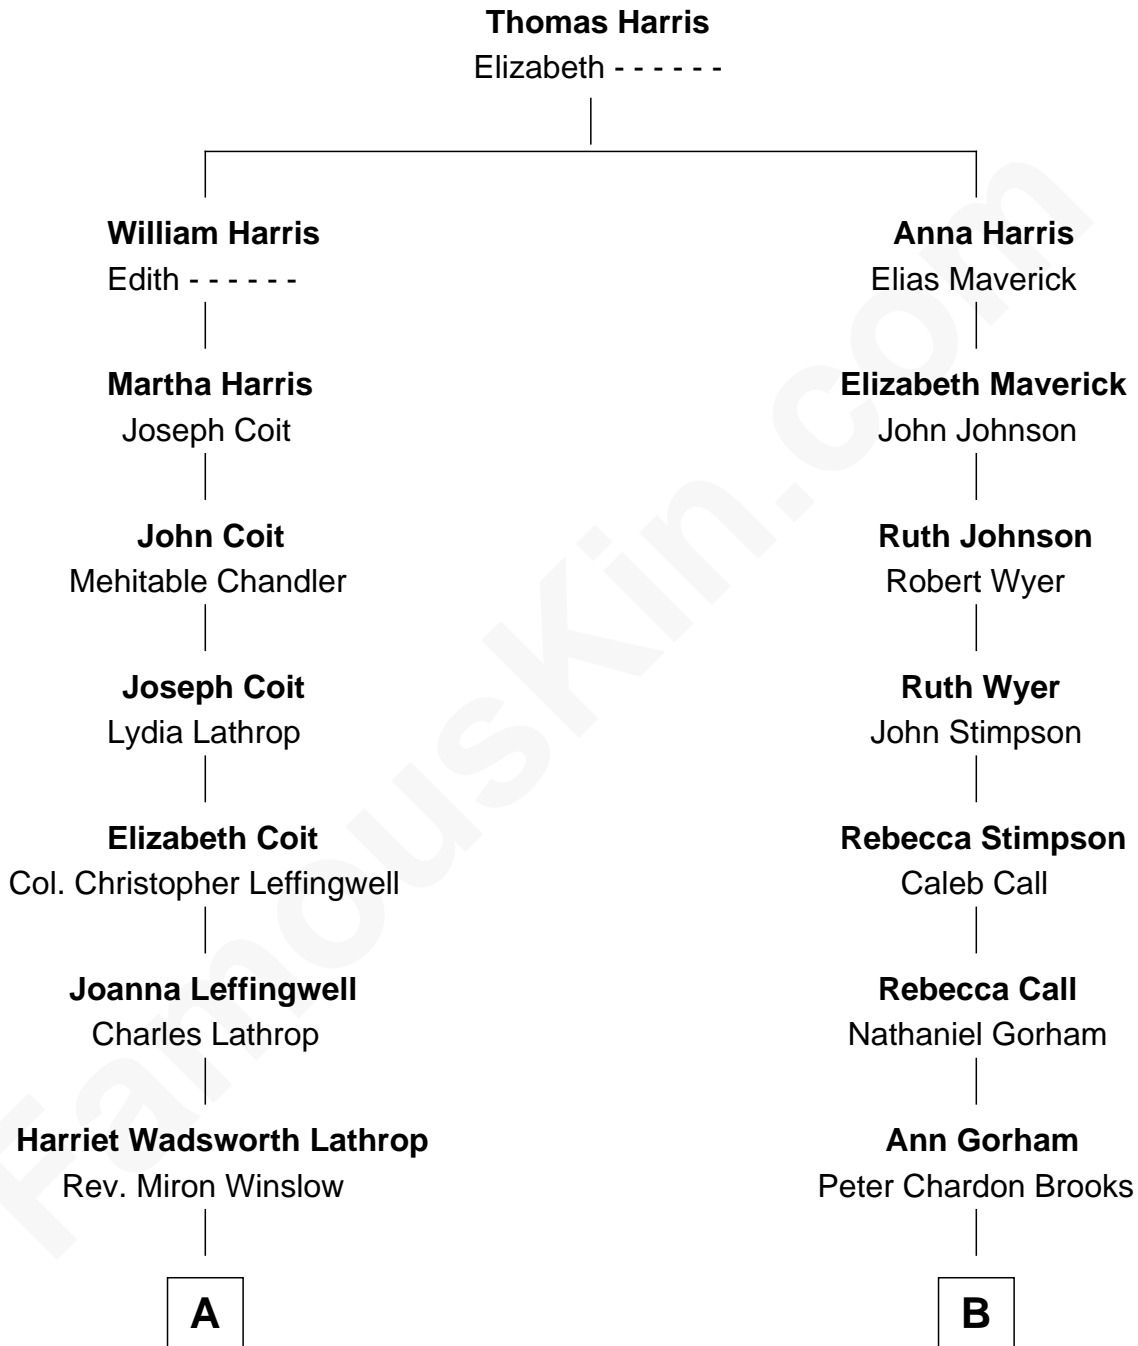 Thomas Harris
Elizabeth - - - - - -
William Harris
Edith - - - - - -
Anna Harris
Elias Maverick
Martha Harris
Joseph Coit
Elizabeth Maverick
John Johnson
John Coit
Mehitable Chandler
Ruth Johnson
Robert Wyer
Joseph Coit
Lydia Lathrop
Ruth Wyer
John Stimpson
Elizabeth Coit
Col. Christopher Leffingwell
Rebecca Stimpson
Caleb Call
Joanna Leffingwell
Charles Lathrop
Rebecca Call
Nathaniel Gorham
Harriet Wadsworth Lathrop
Rev. Miron Winslow
Ann Gorham
Peter Chardon Brooks
A
B
FamousKin.com